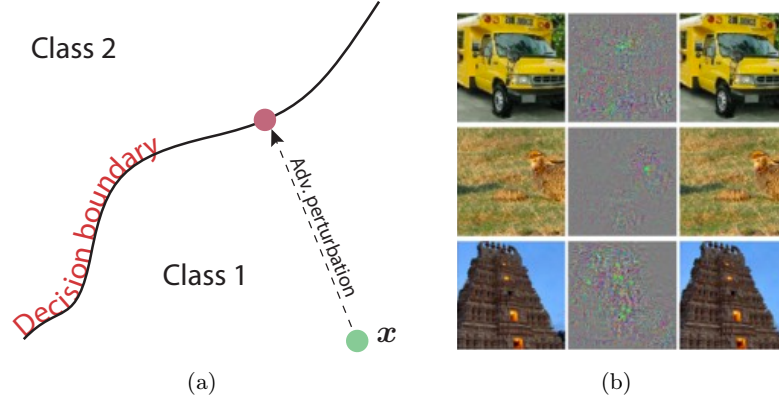 Class 2
Decision boundary
Adv. perturbation
Class 1
x
(a)
(b)